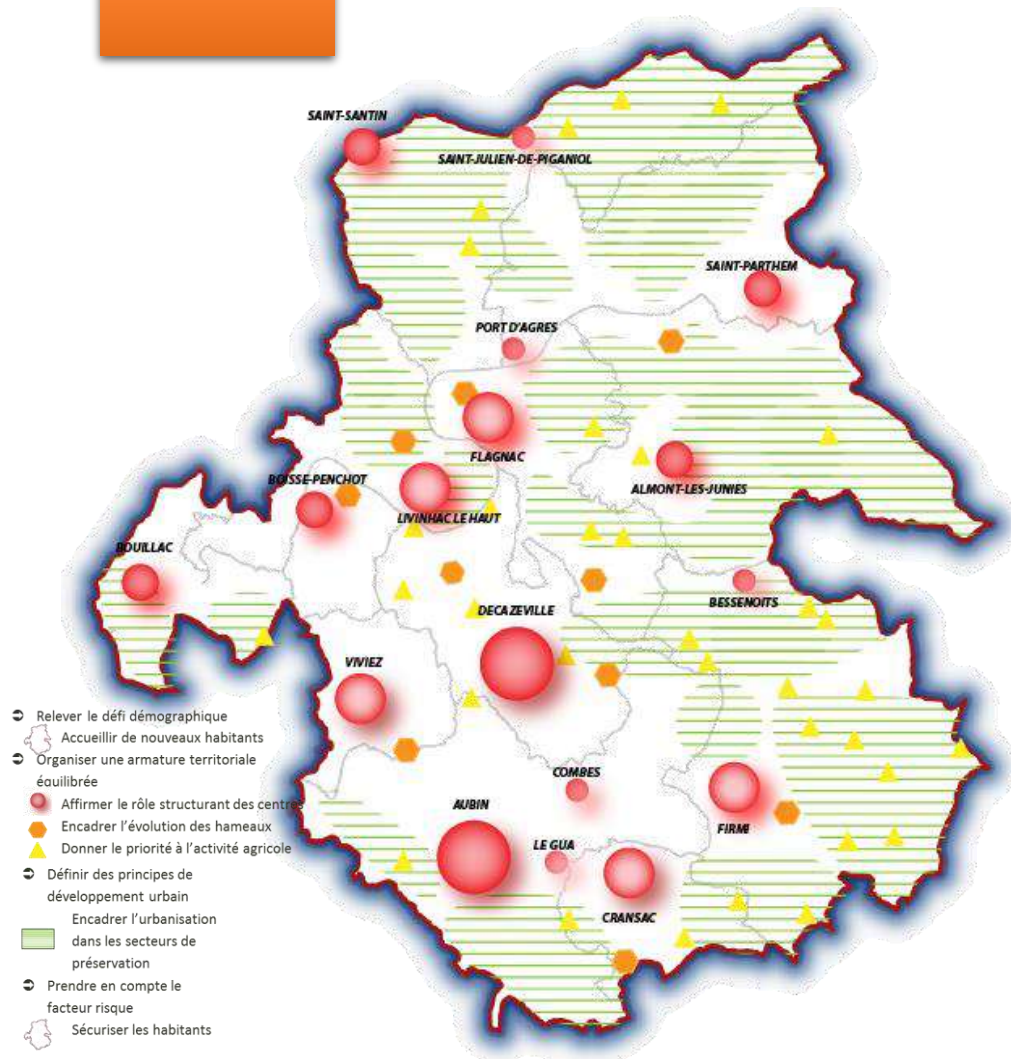 SAINT-SANTIN
SAINT-JULIEN-DE-PIGANIOL
SAINT-PARTHEM
PORT D'AGRES
FLAGNAC
ALMONT-LES-JUNIES
BOISSE-PENCHOT
LIVINHAC LE HAUT
BOUILLAC
BESSENOITS
DECAZEVILLE
VIVIEZ
COMBES
AUBIN
FIRMI
LE GUA
CRANSAC
Relever le défi démographique
Accueillir de nouveaux habitants
Organiser une armature territoriale
équilibrée
Affirmer le rôle structurant des centres
Encadrer l'évolution des hameaux
Donner le priorité à l'activité agricole
Définir des principes de
développement urbain
Encadrer l'urbanisation
dans les secteurs de
préservation
Prendre en compte le
facteur risque
Sécuriser les habitants